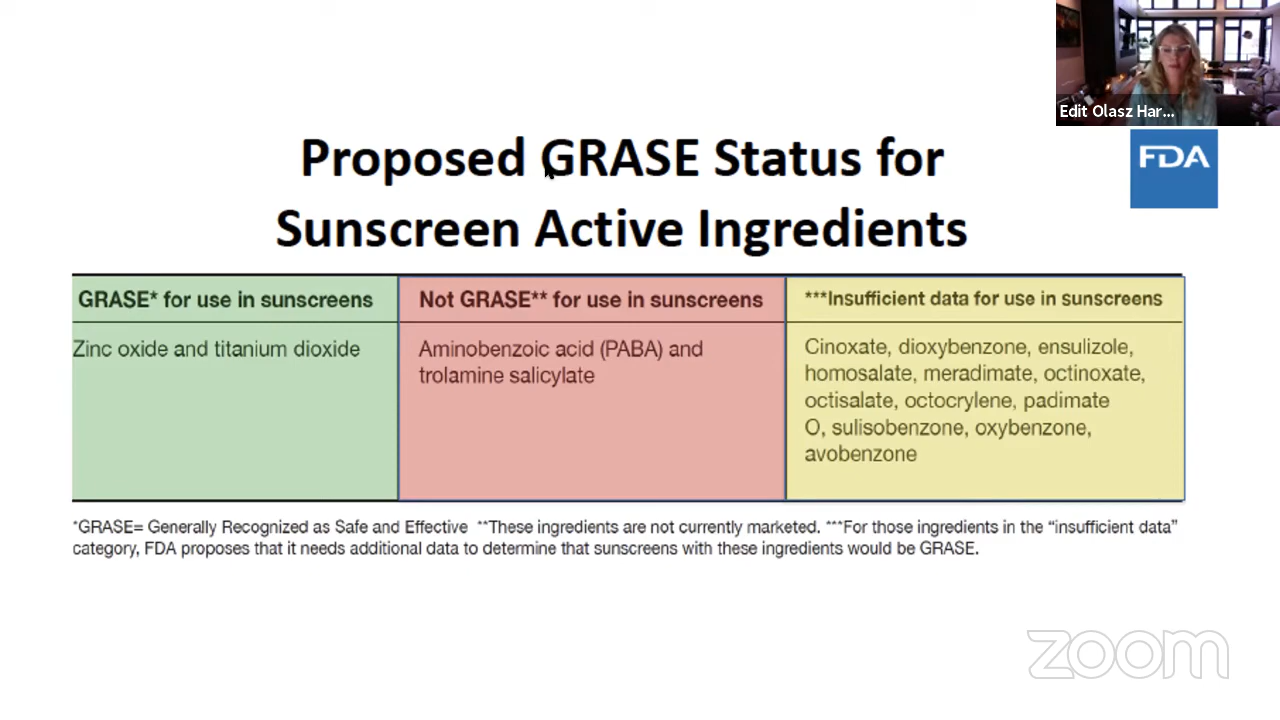 Edit Olasz Har...
FDA
Proposed GRASE Status for
Sunscreen Active Ingredients
GRASE* for use in sunscreens
Zinc oxide and titanium dioxide
Not GRASE** for use in sunscreens
Aminobenzoic acid (PABA) and
trolamine salicylate
***Insufficient data for use in sunscreens
Cinoxate, dioxybenzone, ensulizole,
homosalate, meradimate, octinoxate,
octisalate, octocrylene, padimate
O, sulisobenzone, oxybenzone,
avobenzone
*GRASE= Generally Recognized as Safe and Effective **These ingredients are not currently marketed. ***For those ingredients in the “insufficient data”
category, FDA proposes that it needs additional data to determine that sunscreens with these ingredients would be GRASE.
zoom